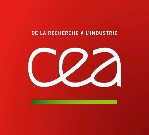 DE LA RECHERCHE À L'INDUSTRIE
cea